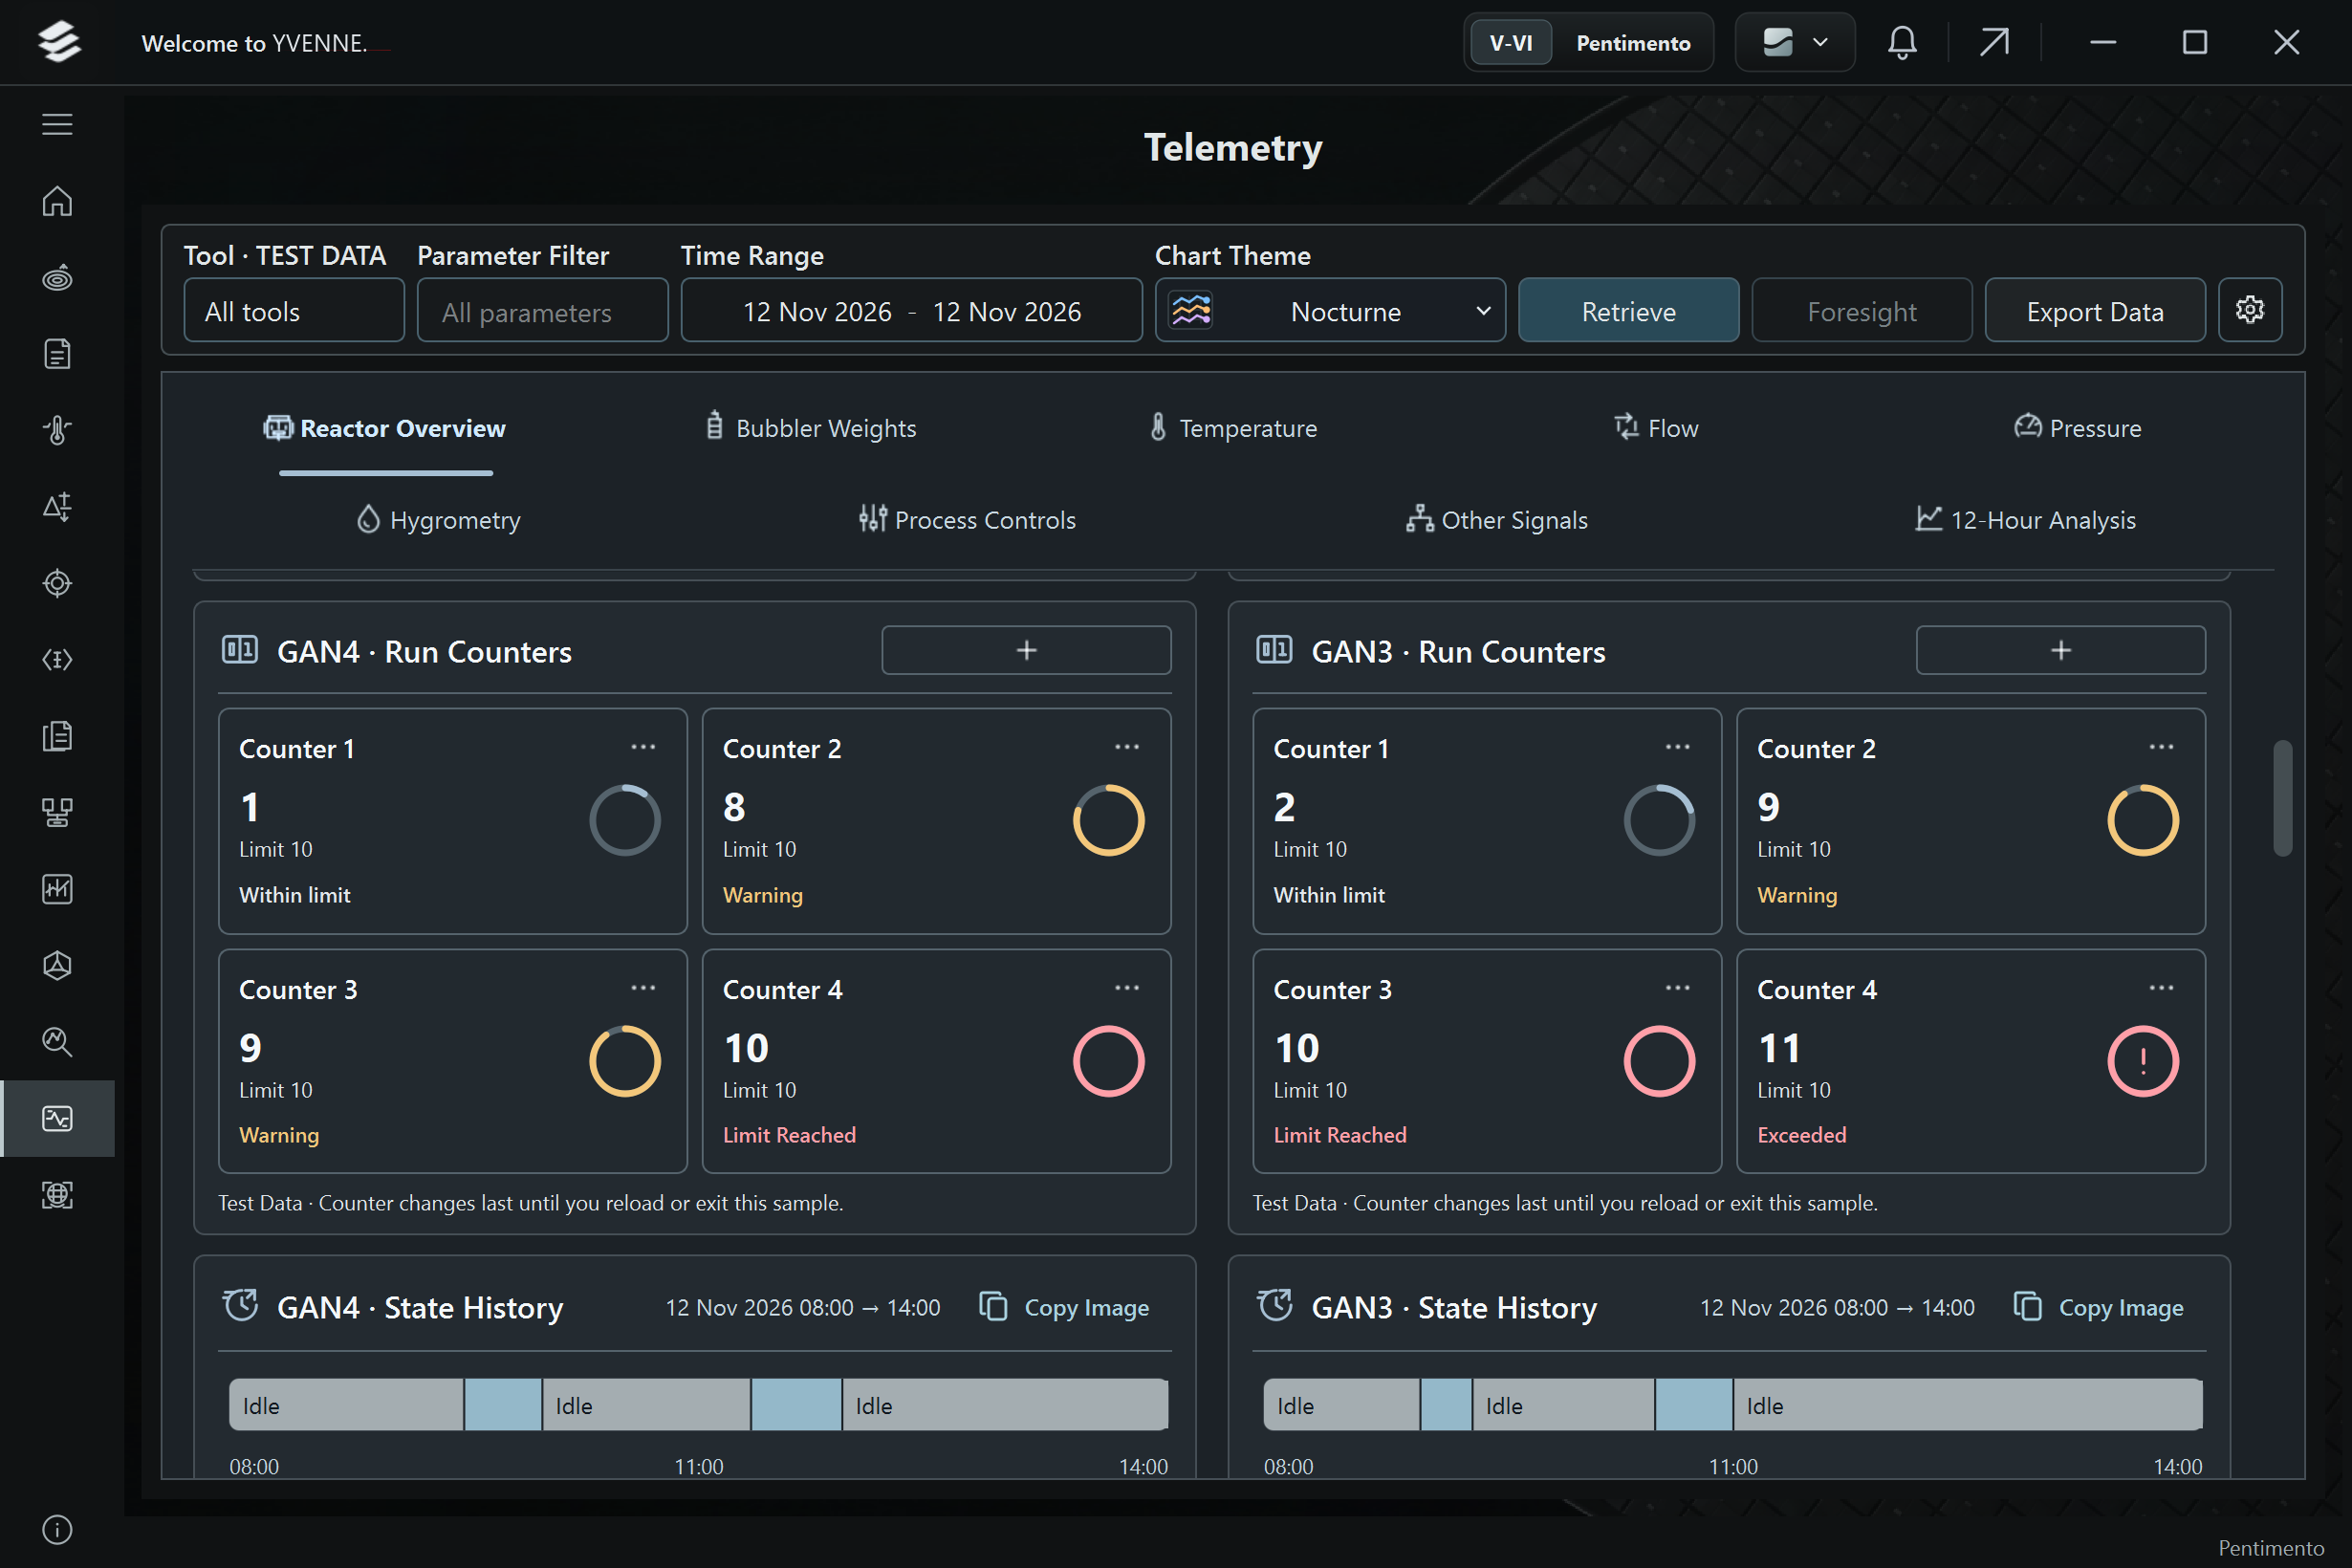 Welcome to YVENNE.
V-VI Pentimento
Telemetry
Tool · TEST DATA Parameter Filter Time Range Chart Theme
All tools All parameters 12 Nov 2026 - 12 Nov 2026 Nocturne Retrieve Foresight Export Data
Reactor Overview Bubbler Weights Temperature Flow Pressure
Hygrometry Process Controls Other Signals 12-Hour Analysis
GAN4 · Run Counters +
Counter 1 ... Counter 2 ...
1 8
Limit 10 Limit 10
Within limit Warning
Counter 3 ... Counter 4 ...
9 10
Limit 10 Limit 10
Warning Limit Reached
Test Data · Counter changes last until you reload or exit this sample.
GAN3 · Run Counters +
Counter 1 ... Counter 2 ...
2 9
Limit 10 Limit 10
Within limit Warning
Counter 3 ... Counter 4 ...
10 11 !
Limit 10 Limit 10
Limit Reached Exceeded
Test Data · Counter changes last until you reload or exit this sample.
GAN4 · State History 12 Nov 2026 08:00 → 14:00 Copy Image
Idle Idle Idle
08:00 11:00 14:00
GAN3 · State History 12 Nov 2026 08:00 → 14:00 Copy Image
Idle Idle Idle
08:00 11:00 14:00
Pentimento